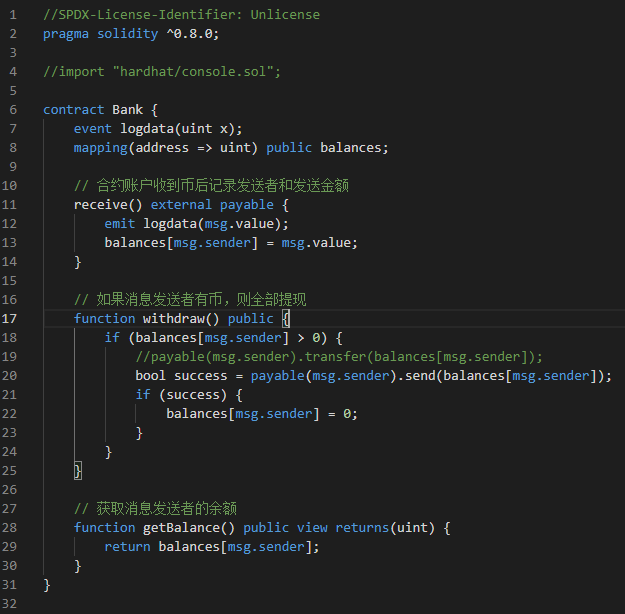 1 //SPDX-License-Identifier: Unlicense
2 pragma solidity ^0.8.0;
3
4 //import "hardhat/console.sol";
5
6 contract Bank {
7     event logdata(uint x);
8     mapping(address => uint) public balances;
9
10     // 合约账户收到币后记录发送者和发送金额
11     receive() external payable {
12         emit logdata(msg.value);
13         balances[msg.sender] = msg.value;
14     }
15
16     // 如果消息发送者有币，则全部提现
17     function withdraw() public {
18         if (balances[msg.sender] > 0) {
19             //payable(msg.sender).transfer(balances[msg.sender]);
20             bool success = payable(msg.sender).send(balances[msg.sender]);
21             if (success) {
22                 balances[msg.sender] = 0;
23             }
24         }
25     }
26
27     // 获取消息发送者的余额
28     function getBalance() public view returns(uint) {
29         return balances[msg.sender];
30     }
31 }
32